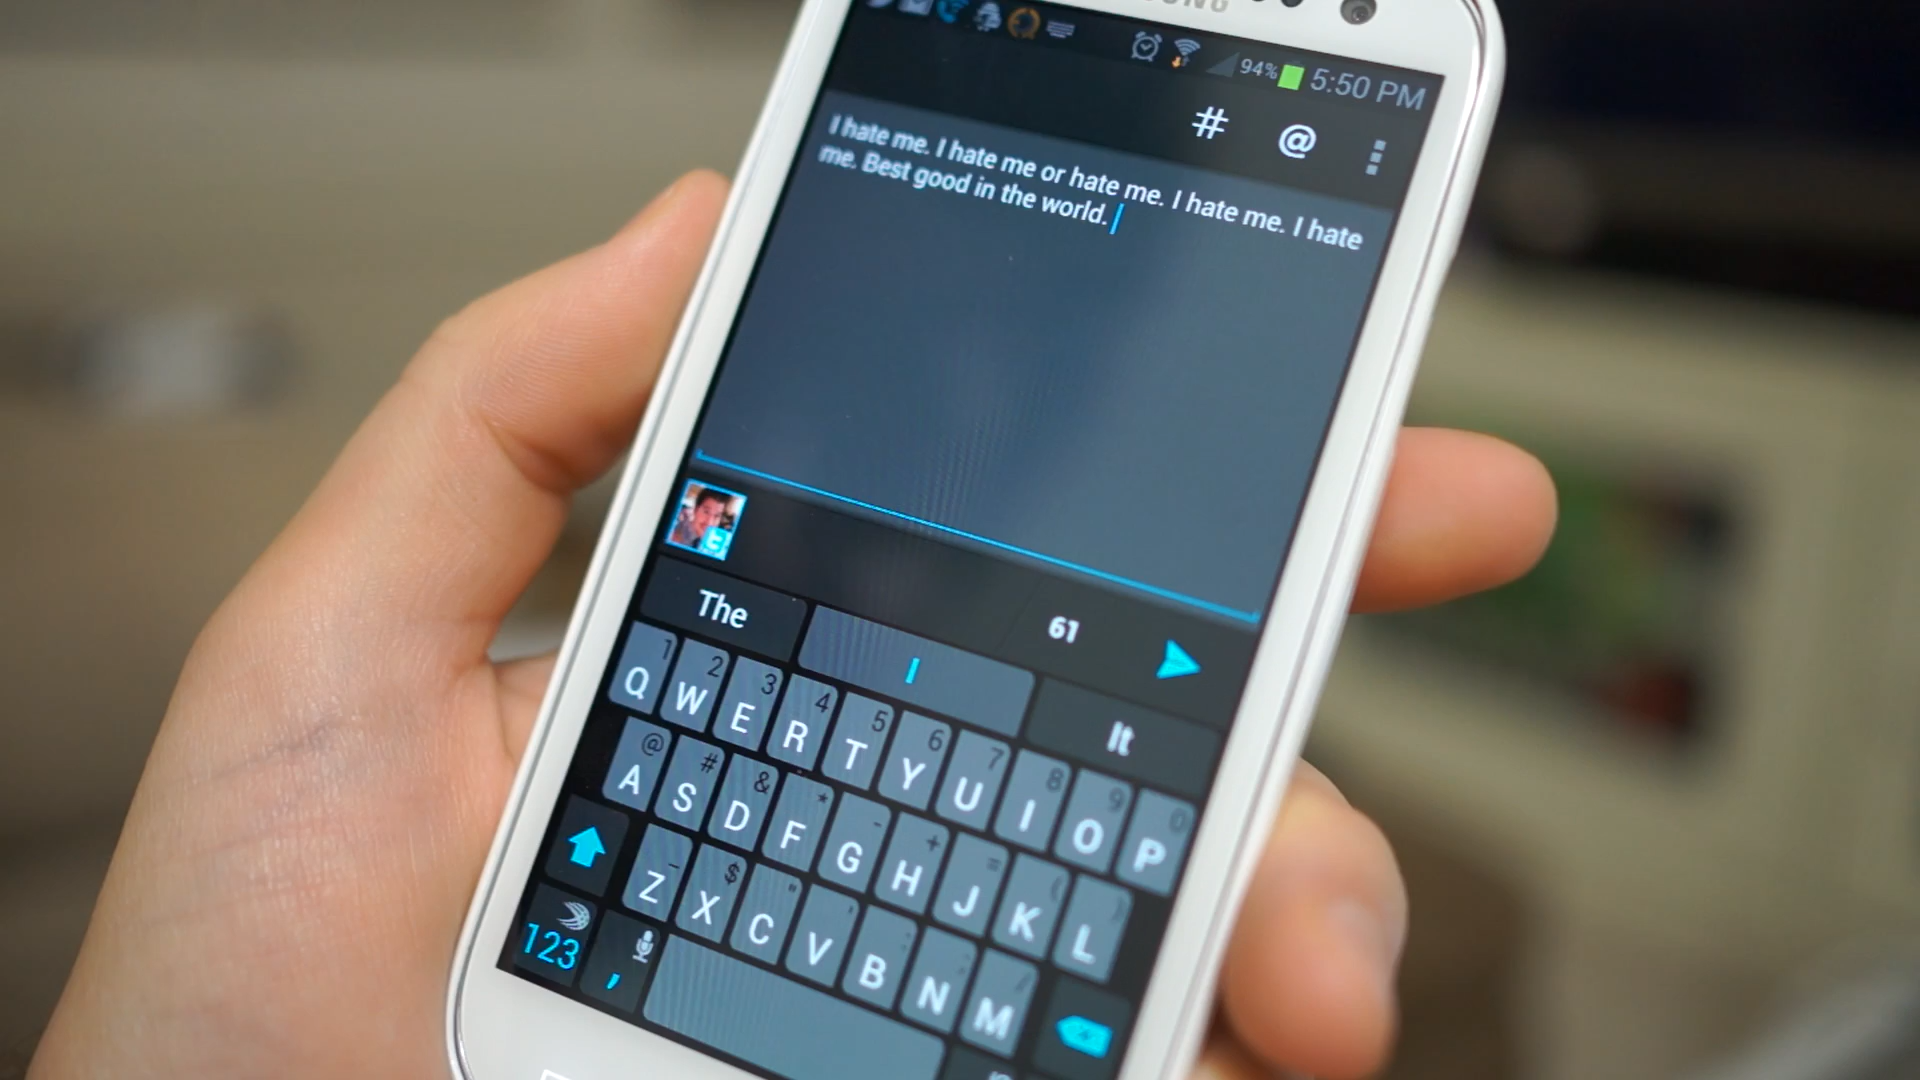 94% 5:50 PM
# @
I hate me. I hate me or hate me. I hate me. I hate
me. Best good in the world.
61
The I It
1 2 3 4 5 6 7 8 9 0
Q W E R T Y U I O P
@ # & * - + = ( )
A S D F G H J K L
_ $ " ' : ; /
Z X C V B N M
123 ,